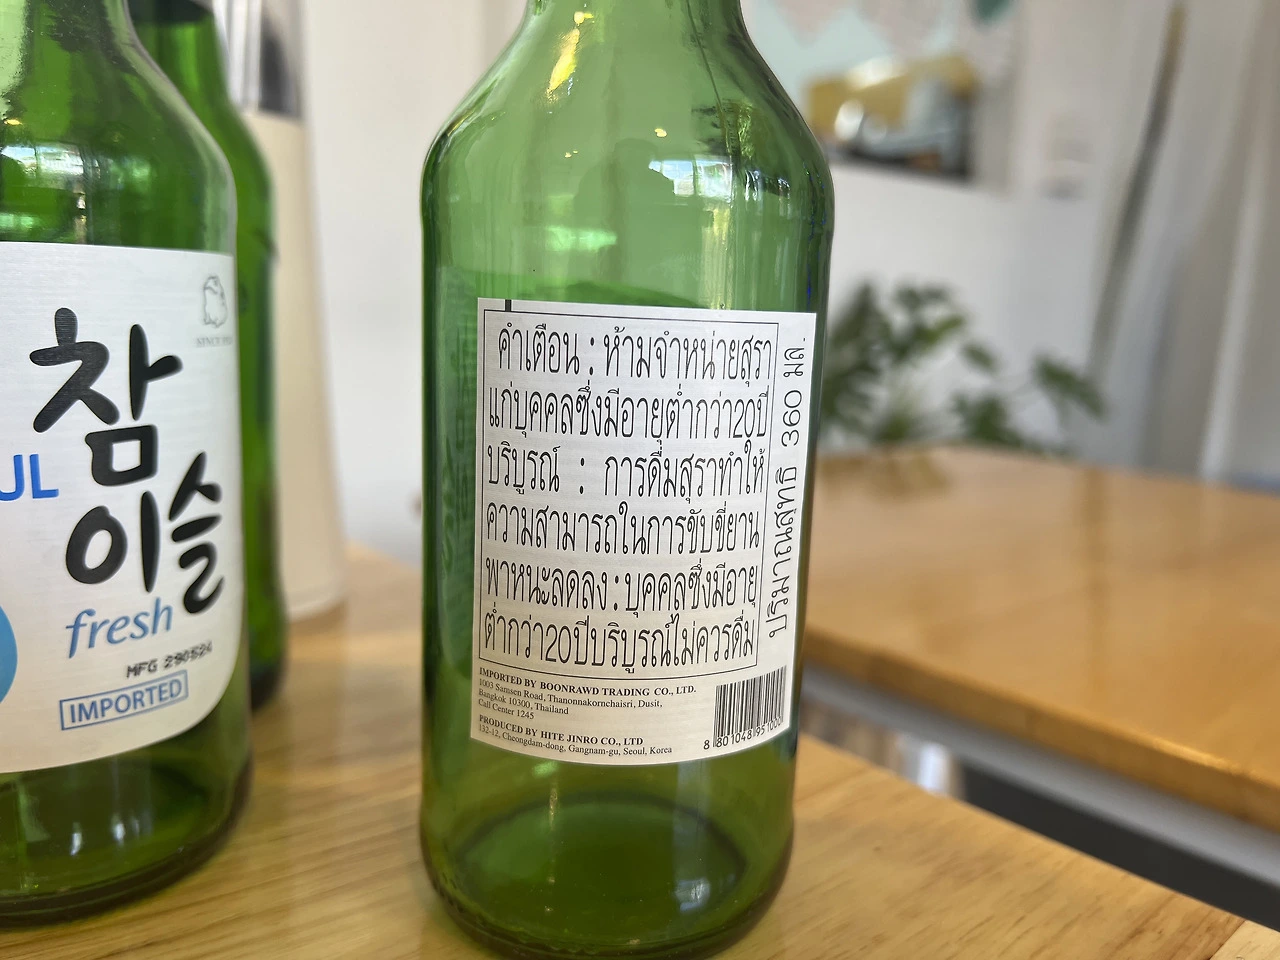 SINCE 1924
참
이슬
UL
fresh
MFG 290524
IMPORTED
คำเตือน : ห้ามจำหน่ายสุรา
แก่บุคคลซึ่งมีอายุต่ำกว่า20ปี
บริบูรณ์ : การดื่มสุราทำให้
ความสามารถในการขับขี่ยาน
พาหนะลดลง : บุคคลซึ่งมีอายุ
ต่ำกว่า20ปีบริบูรณ์ไม่ควรดื่ม
ปริมาณสุทธิ 360 มล.
IMPORTED BY BOONRAWD TRADING CO., LTD.
1003 Samsen Road, Thanonnakornchaisri, Dusit,
Bangkok 10300, Thailand
Call Center 1245
PRODUCED BY HITE JINRO CO., LTD
132-12, Cheongdam-dong, Gangnam-gu, Seoul, Korea
8 801048 951000